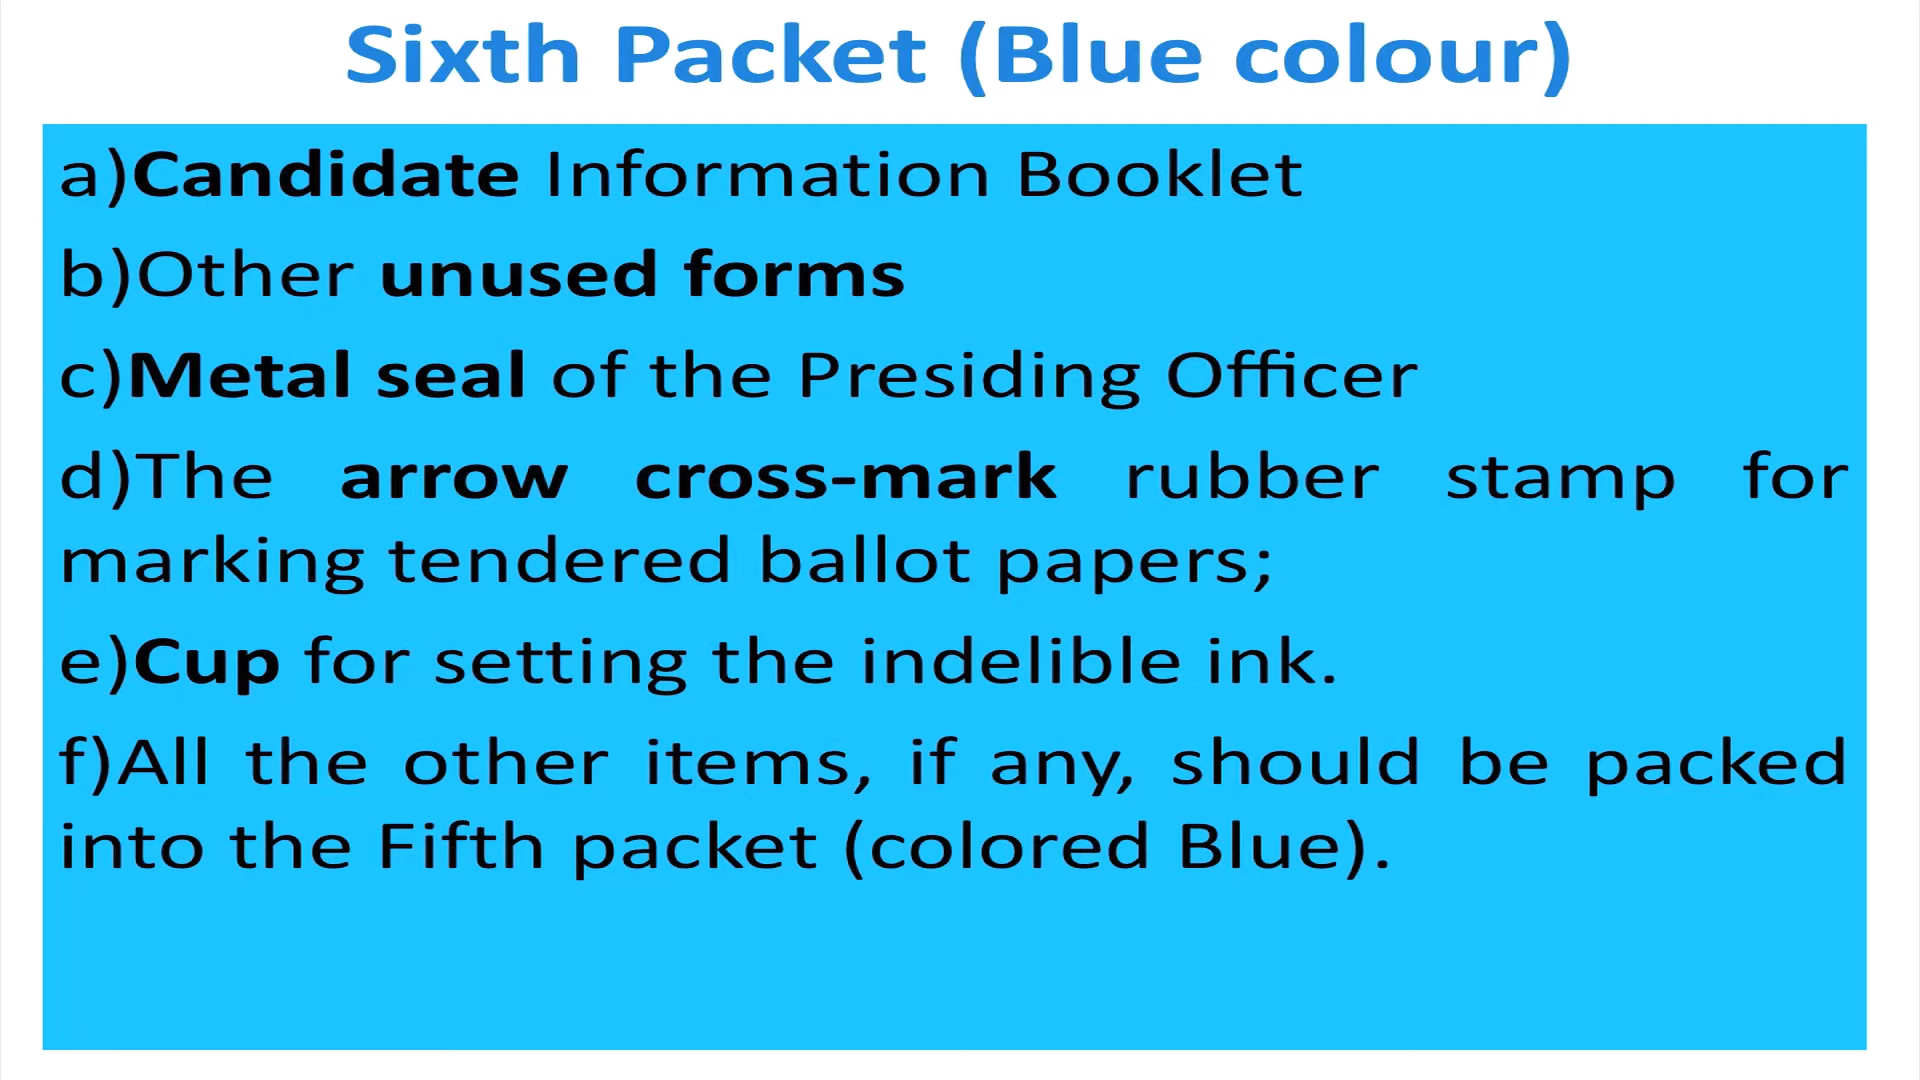 Sixth Packet (Blue colour)
a)Candidate Information Booklet
b)Other unused forms
c)Metal seal of the Presiding Officer
d)The arrow cross-mark rubber stamp for
marking tendered ballot papers;
e)Cup for setting the indelible ink.
f)All the other items, if any, should be packed
into the Fifth packet (colored Blue).